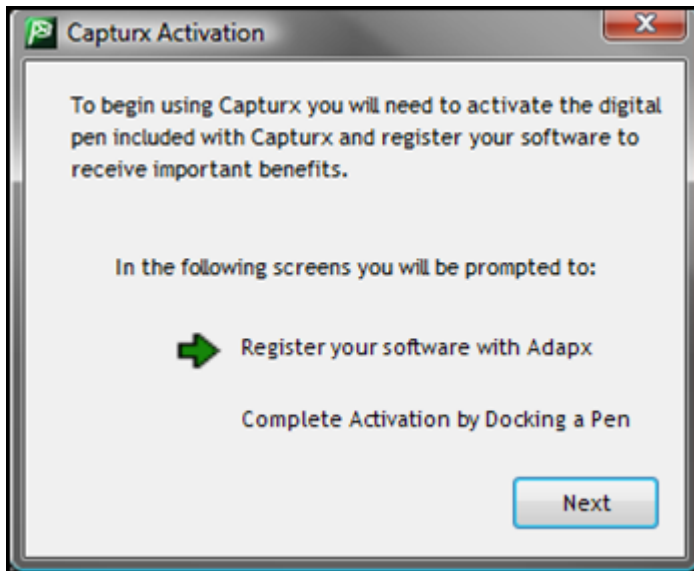 Capturx Activation
To begin using Capturx you will need to activate the digital
pen included with Capturx and register your software to
receive important benefits.
In the following screens you will be prompted to:
Register your software with Adapx
Complete Activation by Docking a Pen
Next